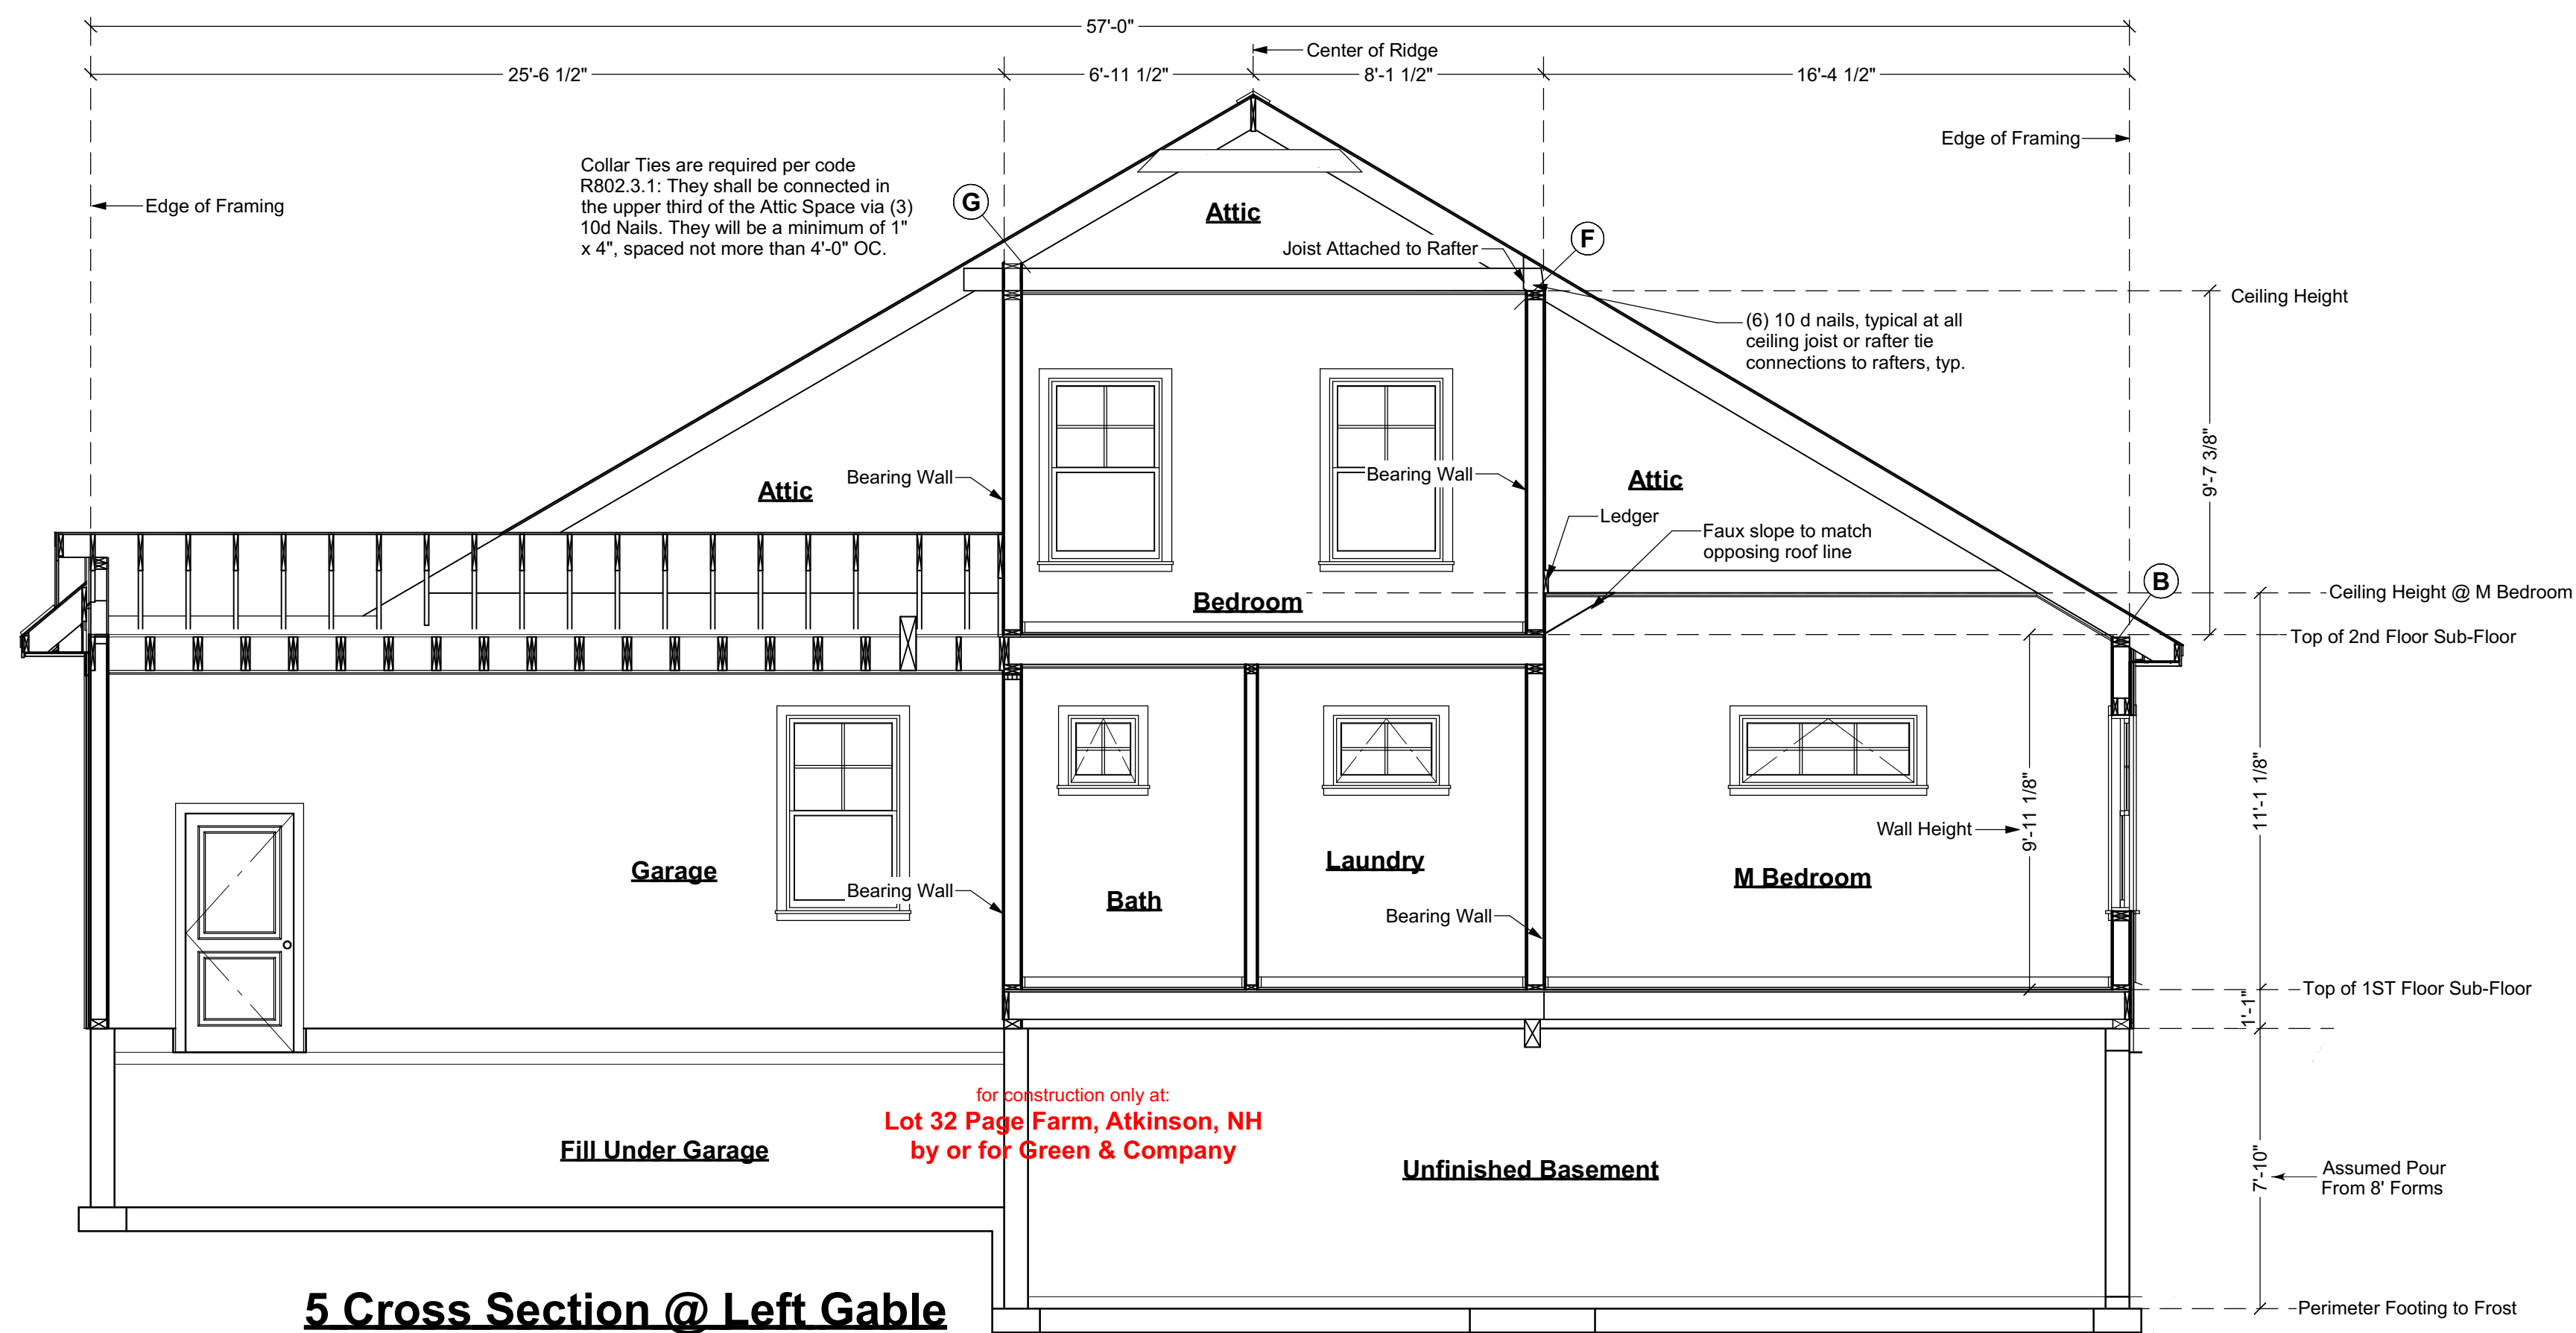 57'-0"
Center of Ridge
25'-6 1/2"
6'-11 1/2"
8'-1 1/2"
16'-4 1/2"
Edge of Framing
Collar Ties are required per code
R802.3.1: They shall be connected in
the upper third of the Attic Space via (3)
10d Nails. They will be a minimum of 1"
x 4", spaced not more than 4'-0" OC.
Edge of Framing
G
Attic
F
Joist Attached to Rafter
Ceiling Height
(6) 10 d nails, typical at all
ceiling joist or rafter tie
connections to rafters, typ.
9'-7 3/8"
Attic
Bearing Wall
Bearing Wall
Attic
Ledger
Faux slope to match
opposing roof line
Bedroom
B
Ceiling Height @ M Bedroom
Top of 2nd Floor Sub-Floor
11'-1 1/8"
9'-11 1/8"
Wall Height
Garage
Bearing Wall
Bath
Laundry
Bearing Wall
M Bedroom
Top of 1ST Floor Sub-Floor
1'-1"
for construction only at:
Lot 32 Page Farm, Atkinson, NH
by or for Green & Company
Fill Under Garage
Unfinished Basement
7'-10"
Assumed Pour
From 8' Forms
5 Cross Section @ Left Gable
Perimeter Footing to Frost